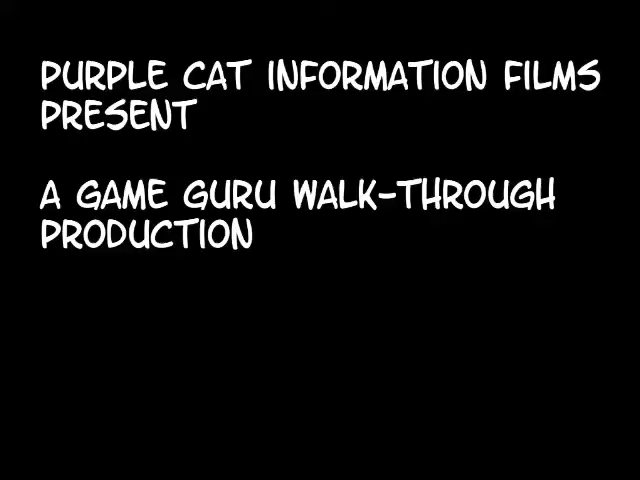 PURPLE CAT INFORMATION FILMS
PRESENT
A GAME GURU WALK-THROUGH
PRODUCTION